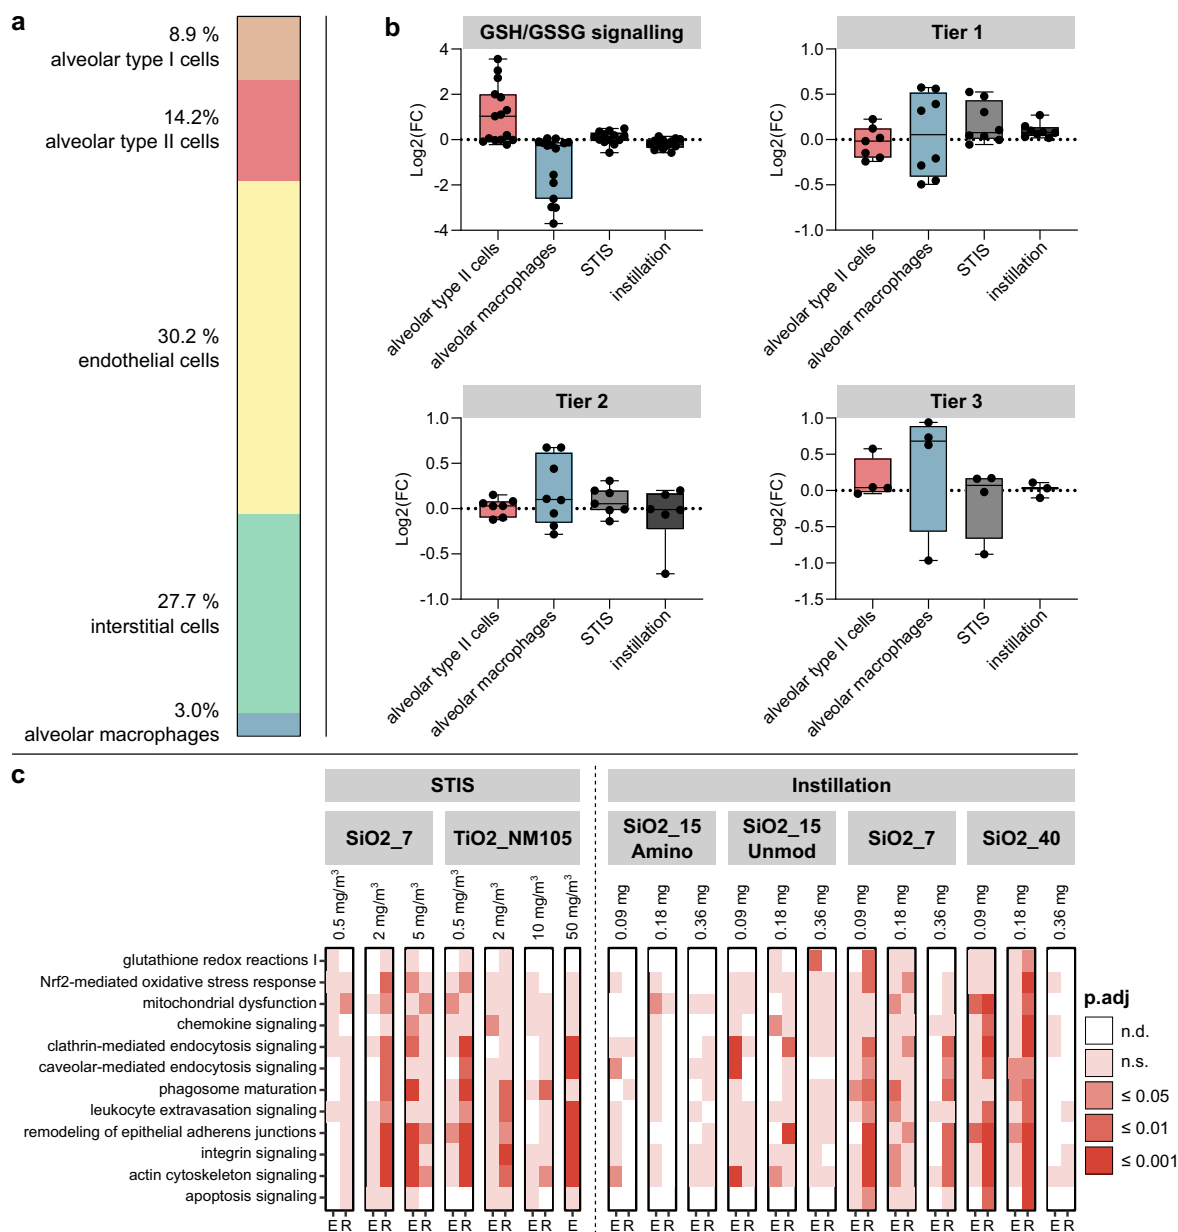 a
8.9 %
alveolar type I cells
14.2%
alveolar type II cells
30.2 %
endothelial cells
27.7 %
interstitial cells
3.0%
alveolar macrophages
b
GSH/GSSG signalling
Log2(FC)
4
2
0
-2
-4
alveolar type II cells
alveolar macrophages
STIS
instillation
Tier 1
Log2(FC)
1.0
0.5
0.0
-0.5
-1.0
alveolar type II cells
alveolar macrophages
STIS
instillation
Tier 2
Log2(FC)
1.0
0.5
0.0
-0.5
-1.0
alveolar type II cells
alveolar macrophages
STIS
instillation
Tier 3
Log2(FC)
1.0
0.5
0.0
-0.5
-1.0
-1.5
alveolar type II cells
alveolar macrophages
STIS
instillation
c
STIS
Instillation
SiO2_7
TiO2_NM105
SiO2_15
Amino
SiO2_15
Unmod
SiO2_7
SiO2_40
0.5 mg/m³
2 mg/m³
5 mg/m³
0.5 mg/m³
2 mg/m³
10 mg/m³
50 mg/m³
0.09 mg
0.18 mg
0.36 mg
0.09 mg
0.18 mg
0.36 mg
0.09 mg
0.18 mg
0.36 mg
0.09 mg
0.18 mg
0.36 mg
glutathione redox reactions I
Nrf2-mediated oxidative stress response
mitochondrial dysfunction
chemokine signaling
clathrin-mediated endocytosis signaling
caveolar-mediated endocytosis signaling
phagosome maturation
leukocyte extravasation signaling
remodeling of epithelial adherens junctions
integrin signaling
actin cytoskeleton signaling
apoptosis signaling
E R E R E R E R E R E R E E R E R E R E R E R E R E R E R E R E R E R E R
p.adj
n.d.
n.s.
≤ 0.05
≤ 0.01
≤ 0.001